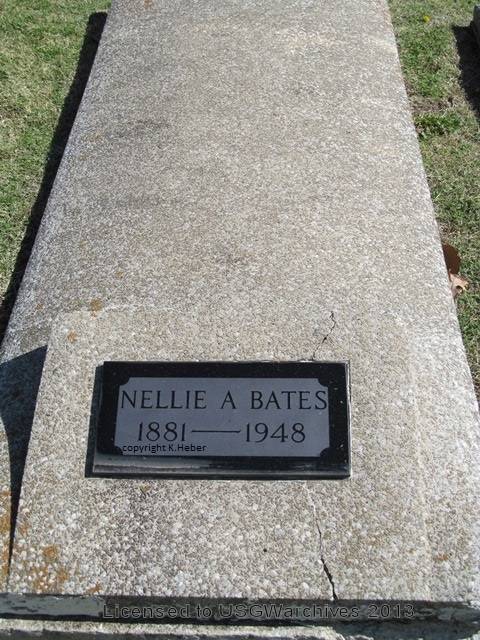 NELLIE A BATES
1881—1948
copyright K.Heber
Licensed to USGWarchives 2013